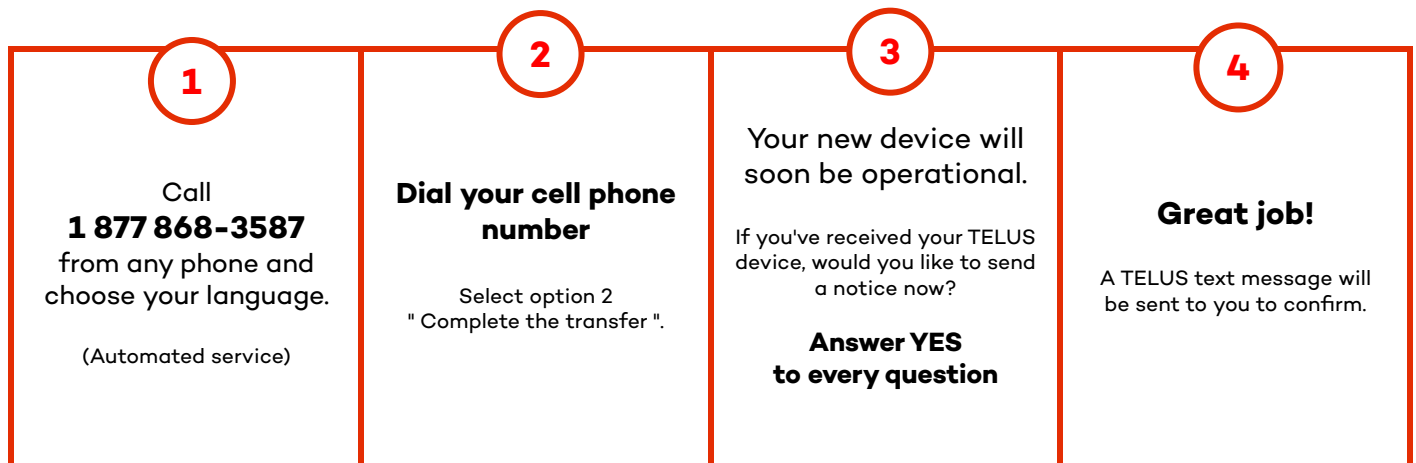 1
Call
1 877 868-3587
from any phone and
choose your language.
(Automated service)
2
Dial your cell phone
number
Select option 2
" Complete the transfer ".
3
Your new device will
soon be operational.
If you've received your TELUS
device, would you like to send
a notice now?
Answer YES
to every question
4
Great job!
A TELUS text message will
be sent to you to confirm.